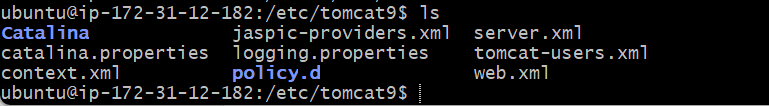 ubuntu@ip-172-31-12-182:/etc/tomcat9$ ls
Catalina jaspic-providers.xml server.xml
catalina.properties logging.properties tomcat-users.xml
context.xml policy.d web.xml
ubuntu@ip-172-31-12-182:/etc/tomcat9$